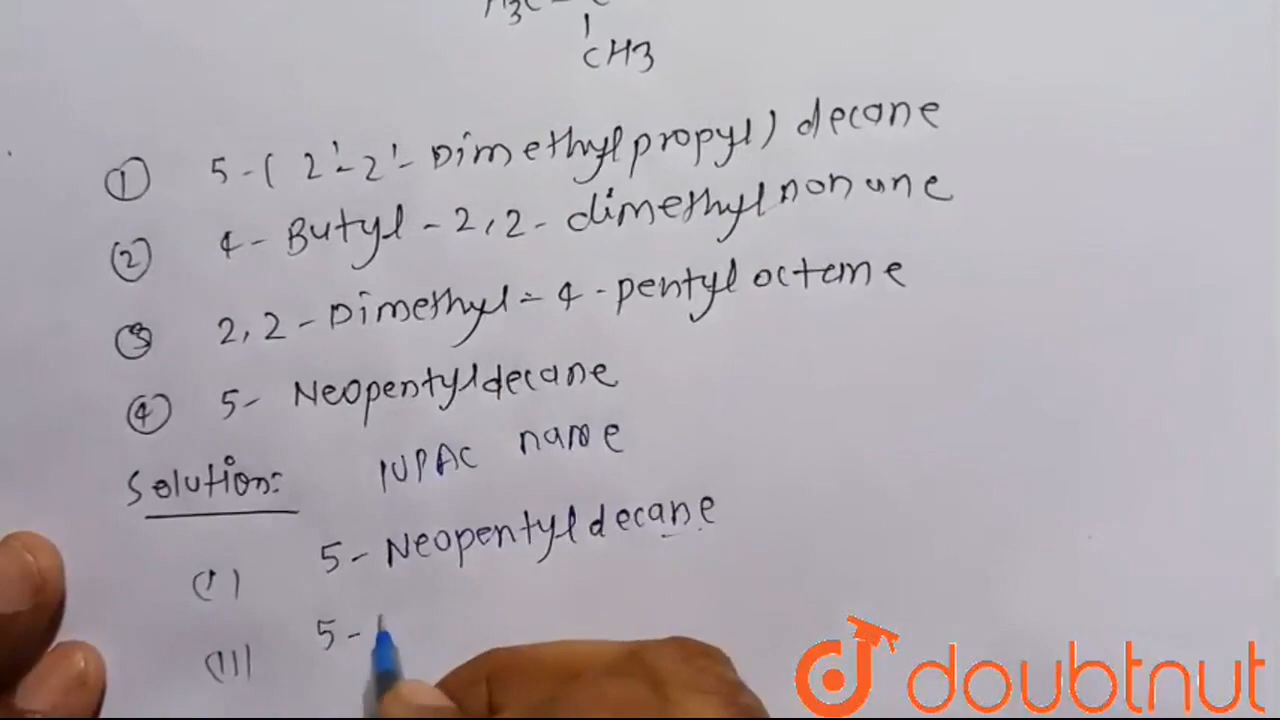 H3C
CH3
1 5-(2'-2'-Dimethylpropyl) decane
2 4-Butyl-2,2-dimethylnonane
3 2,2-Dimethyl-4-pentyloctane
4 5-Neopentyldecane
Solution: IUPAC name
(I) 5-Neopentyldecane
(II) 5-
doubtnut